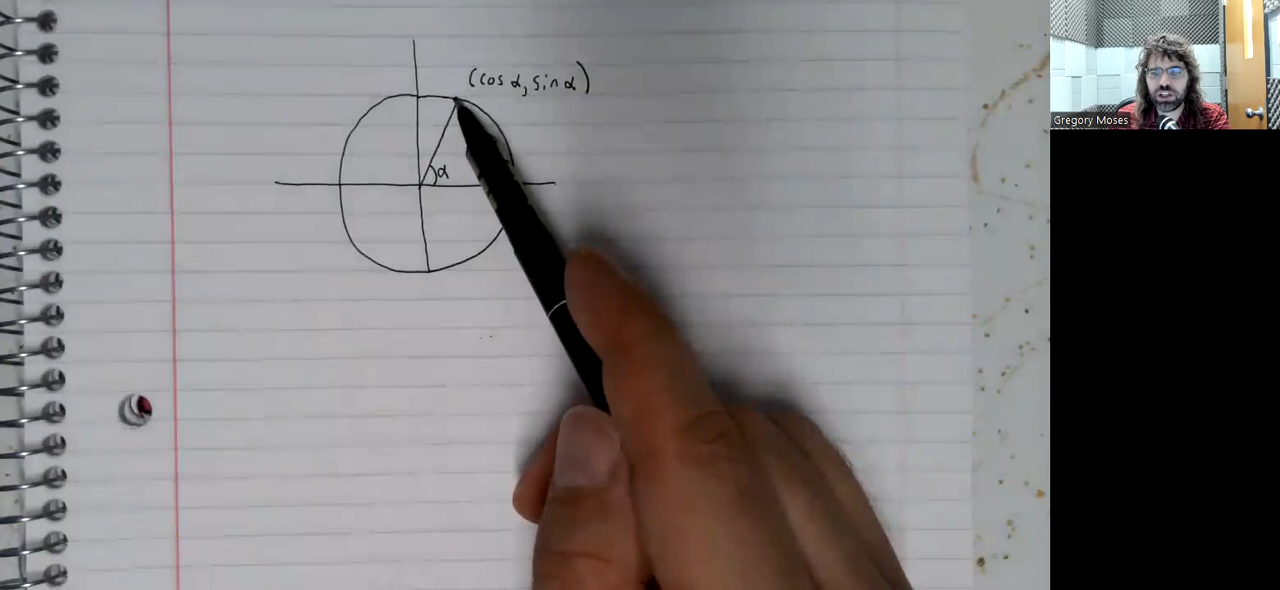 (cos α, sin α)
α
Gregory Moses